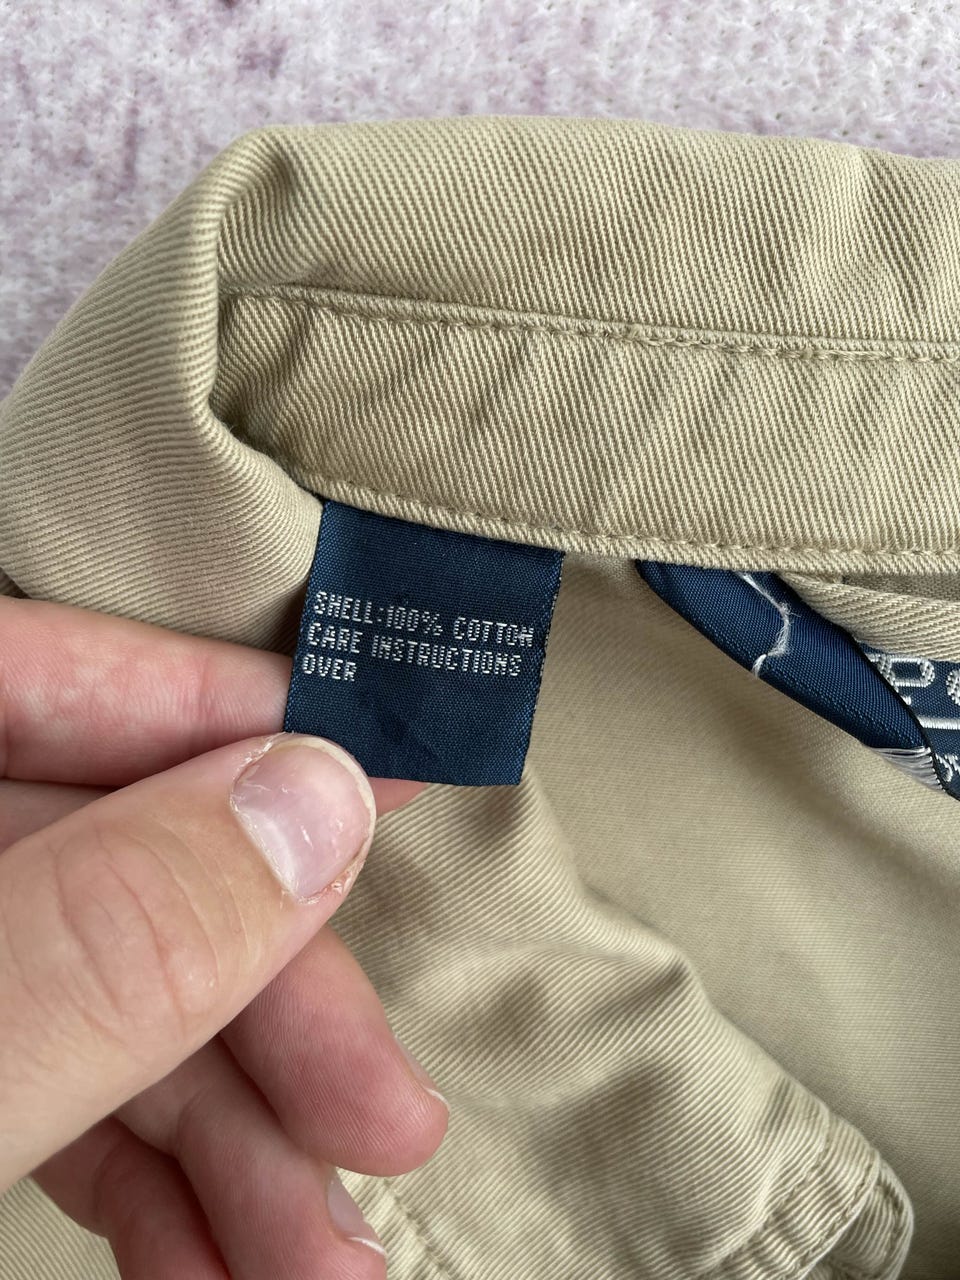 SHELL:100% COTTON
CARE INSTRUCTIONS
OVER